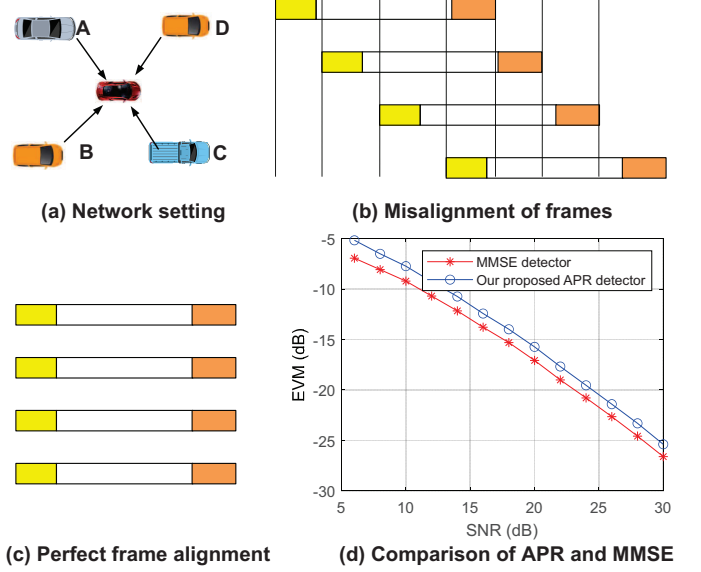 A
D
B
C
(a) Network setting
(b) Misalignment of frames
(c) Perfect frame alignment
-5
-10
-15
-20
-25
-30
EVM (dB)
MMSE detector
Our proposed APR detector
5
10
15
20
25
30
SNR (dB)
(d) Comparison of APR and MMSE